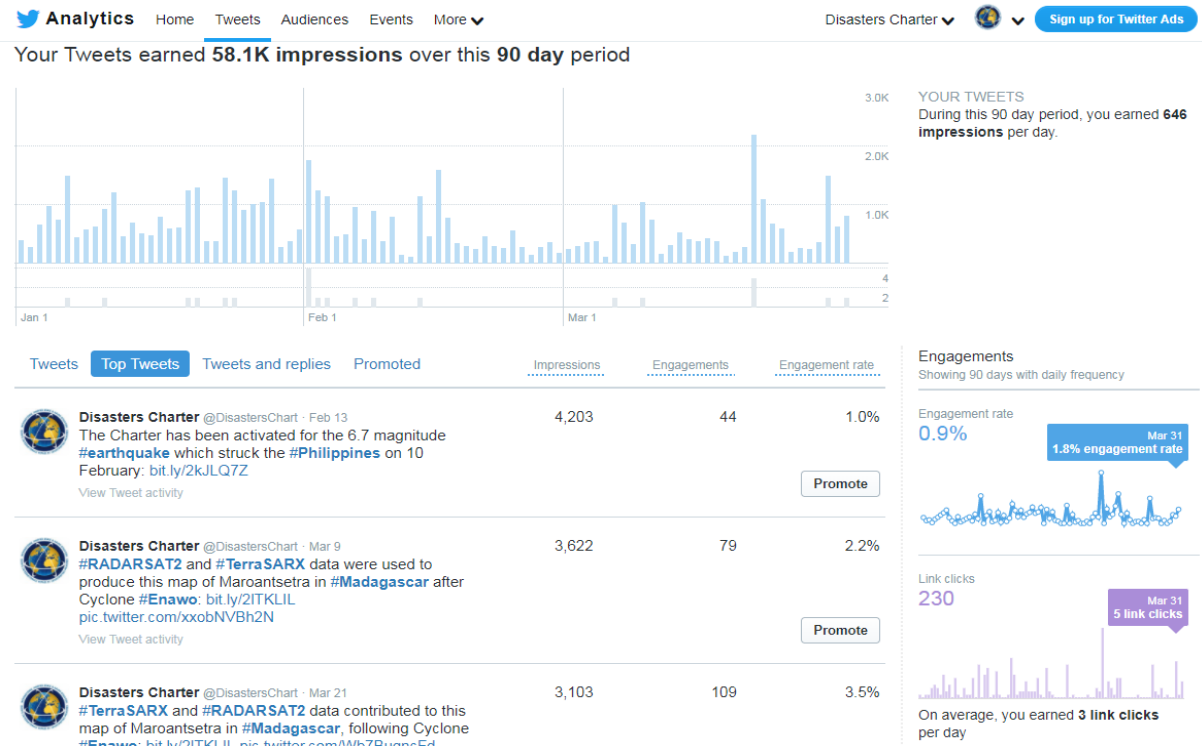 Analytics Home Tweets Audiences Events More Disasters Charter Sign up for Twitter Ads
Your Tweets earned 58.1K impressions over this 90 day period
3.0K
2.0K
1.0K
4
2
Jan 1 Feb 1 Mar 1
YOUR TWEETS
During this 90 day period, you earned 646
impressions per day.
Tweets Top Tweets Tweets and replies Promoted Impressions Engagements Engagement rate
Disasters Charter @DisastersChart · Feb 13 4,203 44 1.0%
The Charter has been activated for the 6.7 magnitude
#earthquake which struck the #Philippines on 10
February: bit.ly/2kJLQ7Z
View Tweet activity
Promote
Disasters Charter @DisastersChart · Mar 9 3,622 79 2.2%
#RADARSAT2 and #TerraSARX data were used to
produce this map of Maroantsetra in #Madagascar after
Cyclone #Enawo: bit.ly/2ITKLIL
pic.twitter.com/xxobNVBh2N
View Tweet activity
Promote
Disasters Charter @DisastersChart · Mar 21 3,103 109 3.5%
#TerraSARX and #RADARSAT2 data contributed to this
map of Maroantsetra in #Madagascar, following Cyclone
#Enawo: bit.ly/2ITKLIL
Engagements
Showing 90 days with daily frequency
Engagement rate
0.9%
Mar 31
1.8% engagement rate
Link clicks
230
Mar 31
5 link clicks
On average, you earned 3 link clicks
per day